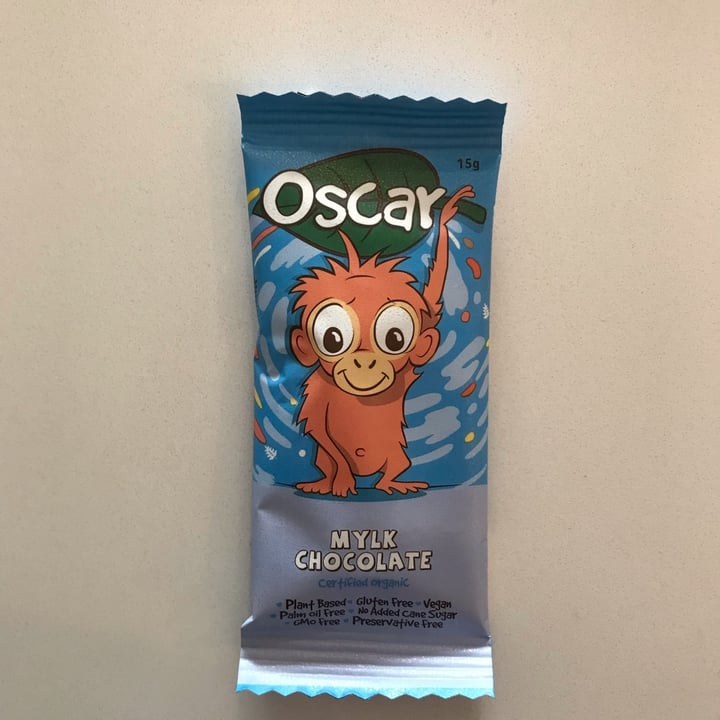 15g
Oscar
MYLK
CHOCOLATE
Certified organic
Plant Based Gluten Free Vegan
Palm oil Free No Added Cane Sugar
GMO Free Preservative Free